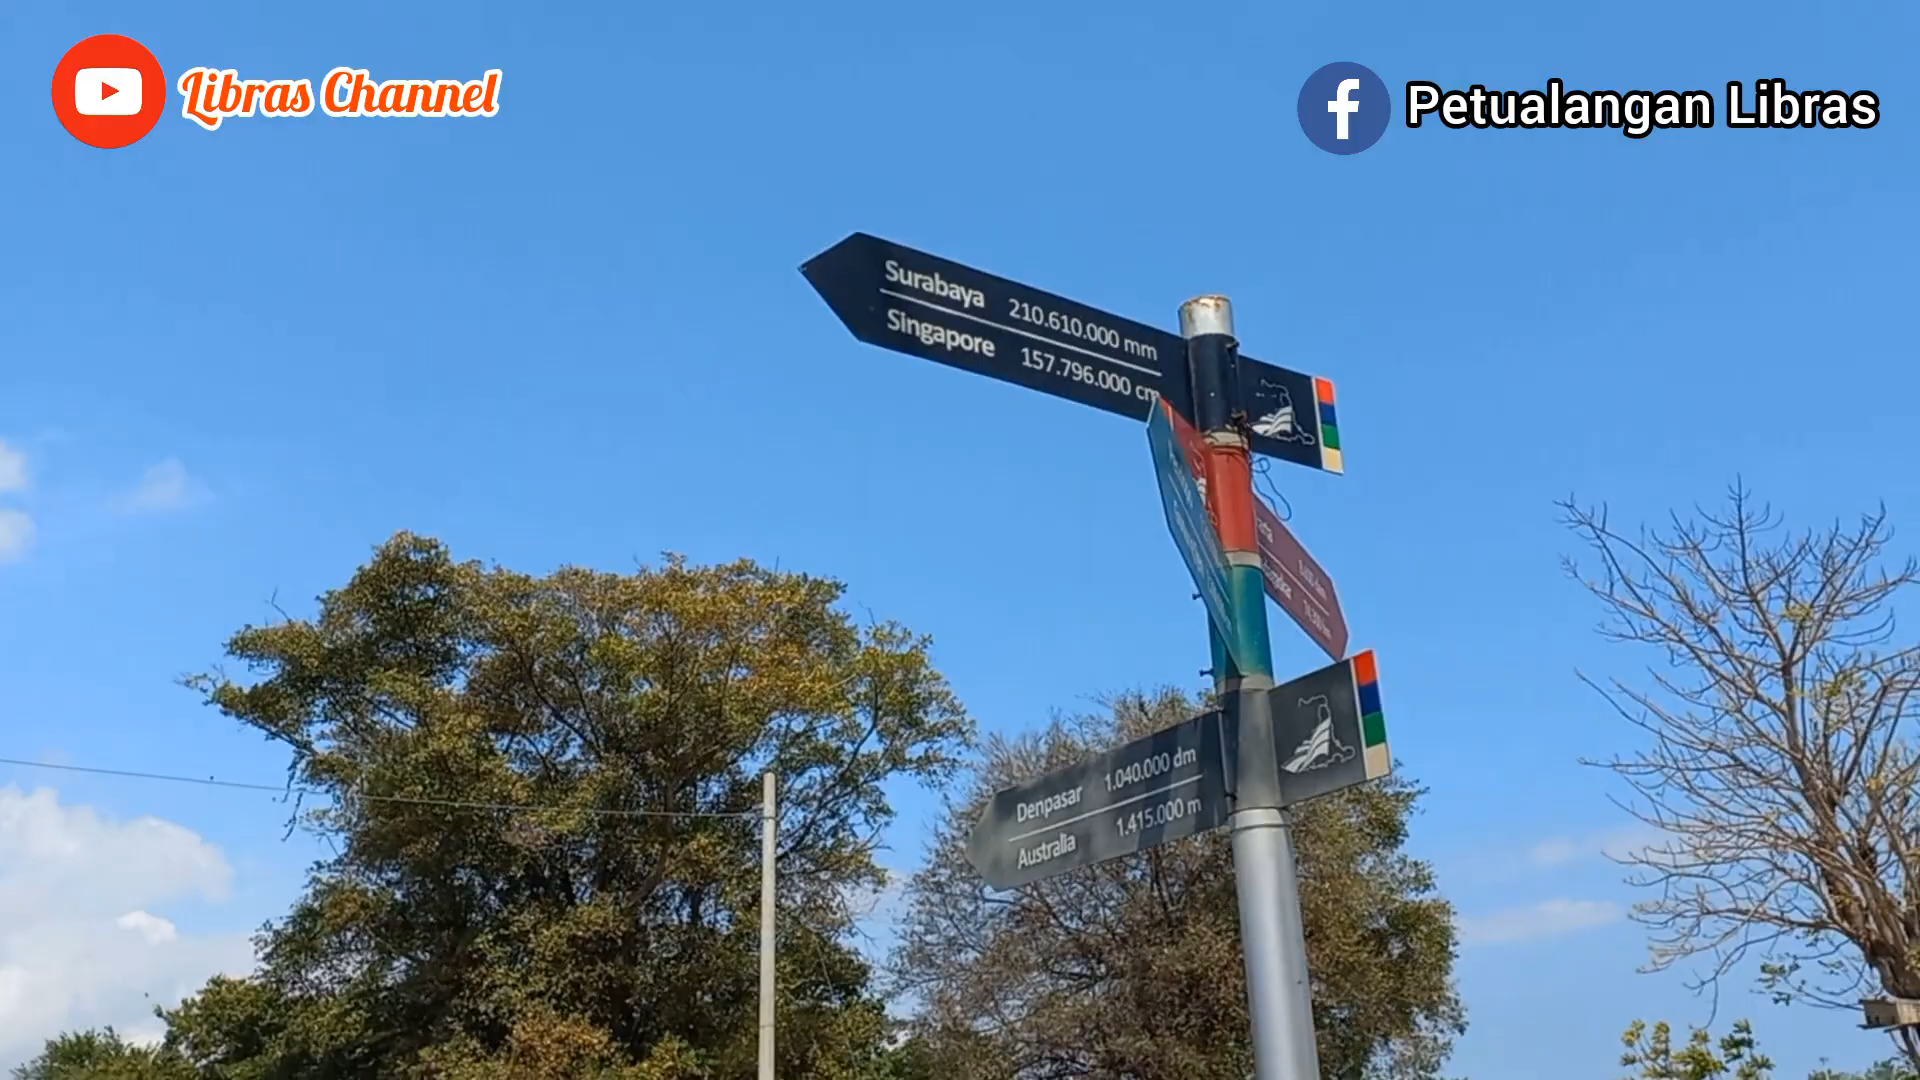 Libras Channel
Petualangan Libras
Surabaya 210.610.000 mm
Singapore 157.796.000 cm
Denpasar 1.040.000 dm
Australia 1.415.000 m